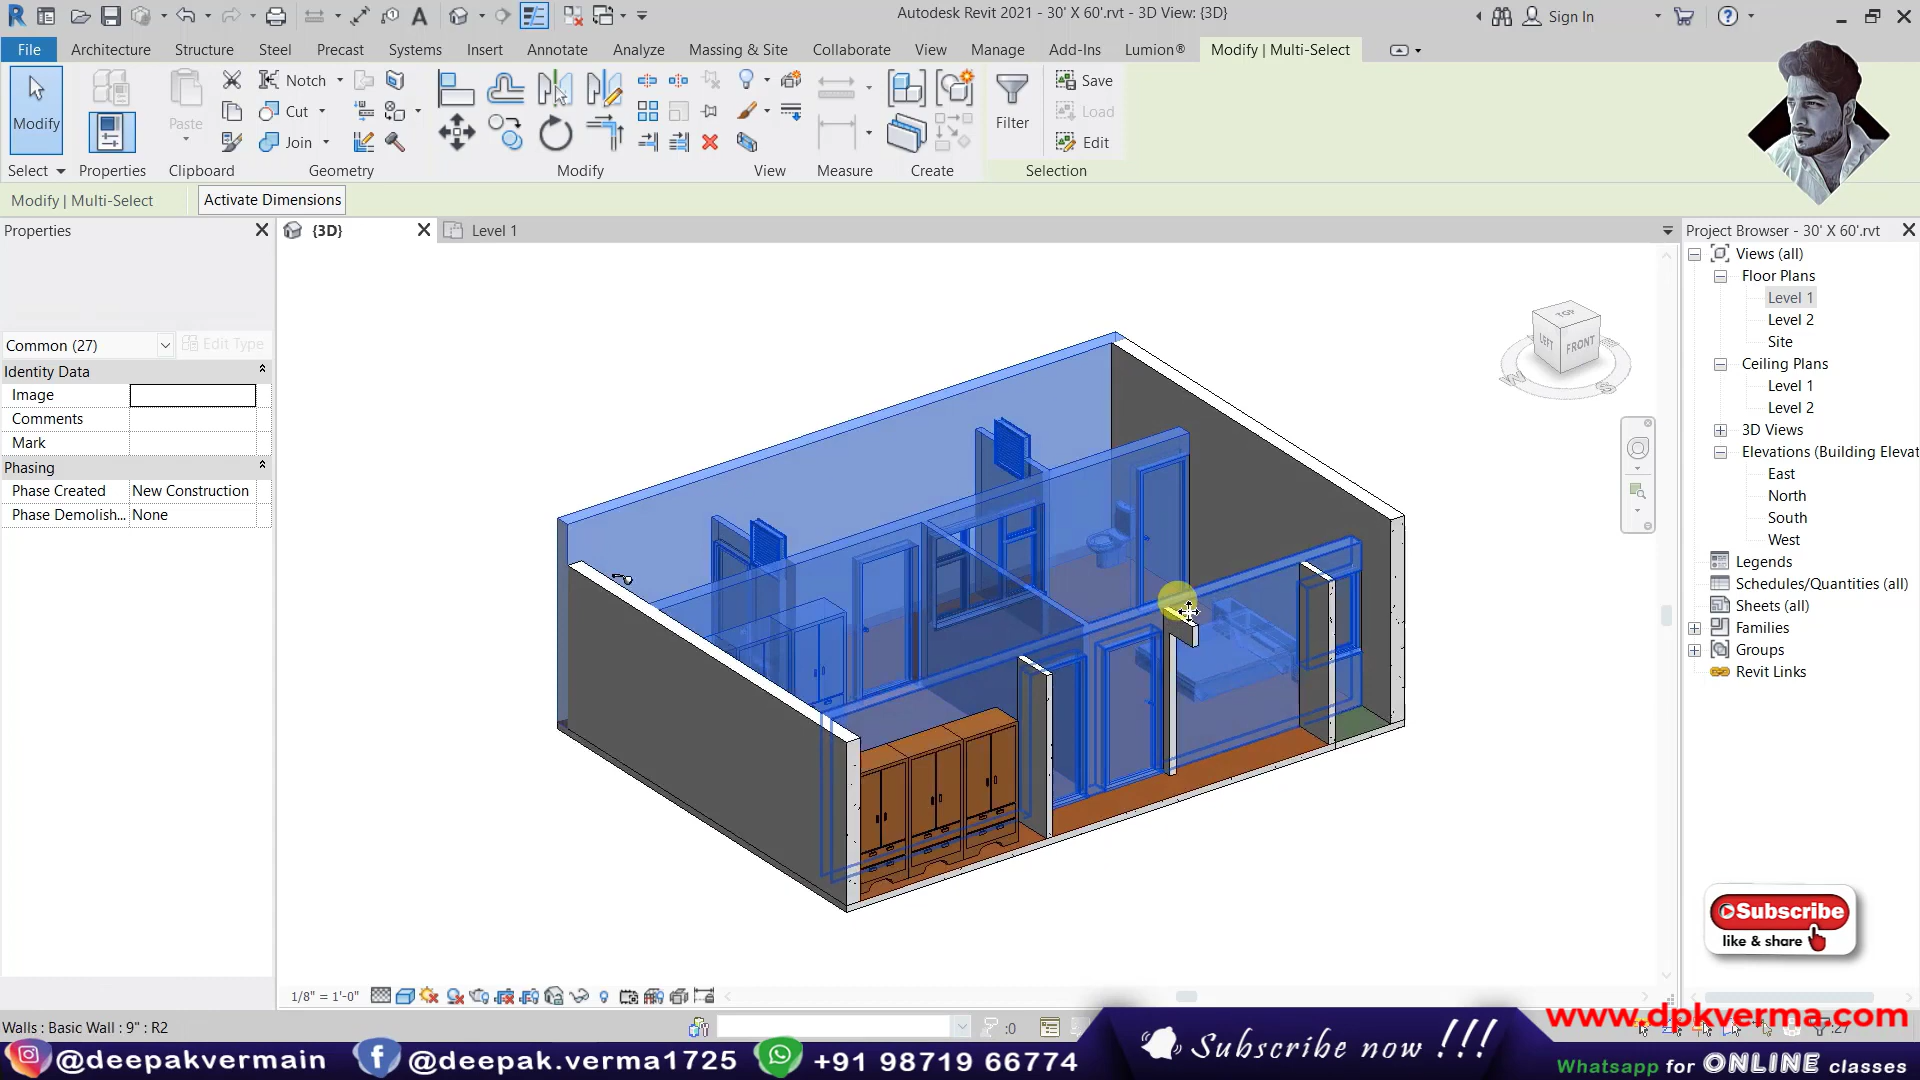 Autodesk Revit 2021 - 30' X 60'.rvt - 3D View: {3D}
Sign In
File Architecture Structure Steel Precast Systems Insert Annotate Analyze Massing & Site Collaborate View Manage Add-Ins Lumion® Modify | Multi-Select
Modify
Paste
Notch
Cut
Join
Filter
Save
Load
Edit
Select Properties Clipboard Geometry Modify View Measure Create Selection
Modify | Multi-Select Activate Dimensions
Properties
{3D} Level 1
Common (27) Edit Type
Identity Data
Image
Comments
Mark
Phasing
Phase Created New Construction
Phase Demolish... None
TOP
LEFT FRONT
W S
Project Browser - 30' X 60'.rvt
Views (all)
Floor Plans
Level 1
Level 2
Site
Ceiling Plans
Level 1
Level 2
3D Views
Elevations (Building Elevat
East
North
South
West
Legends
Schedules/Quantities (all)
Sheets (all)
Families
Groups
Revit Links
Subscribe
like & share
1/8" = 1'-0"
Walls : Basic Wall : 9" : R2
:0
:27
www.dpkverma.com
@deepakvermain @deepak.verma1725 +91 98719 66774
Subscribe now !!!
Whatsapp for ONLINE classes